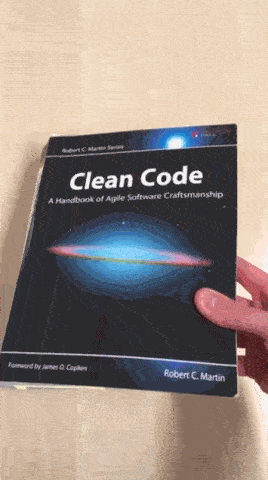 Robert C. Martin Series
Clean Code
A Handbook of Agile Software Craftsmanship
Foreword by James O. Coplien
Robert C. Martin